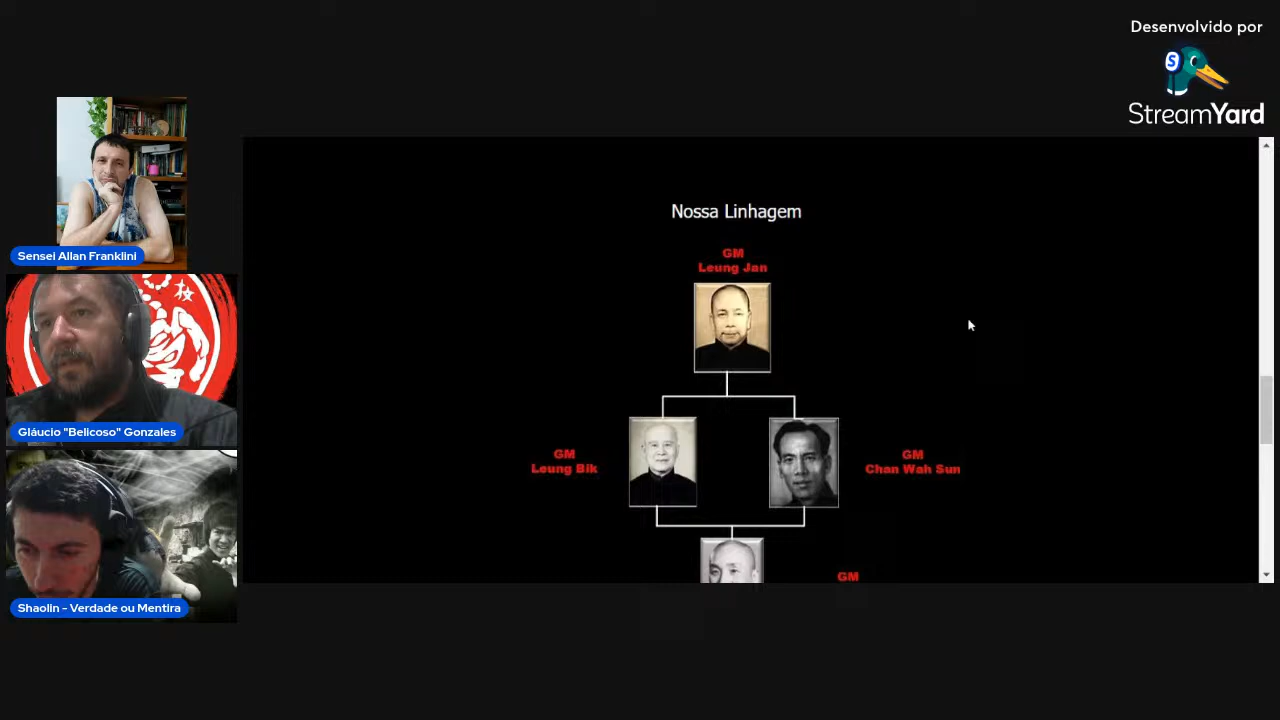 Desenvolvido por
S
StreamYard
Sensei Allan Franklini
Gláucio "Belicoso" Gonzales
Shaolin - Verdade ou Mentira
Nossa Linhagem
GM
Leung Jan
GM
Leung Bik
GM
Chan Wah Sun
GM